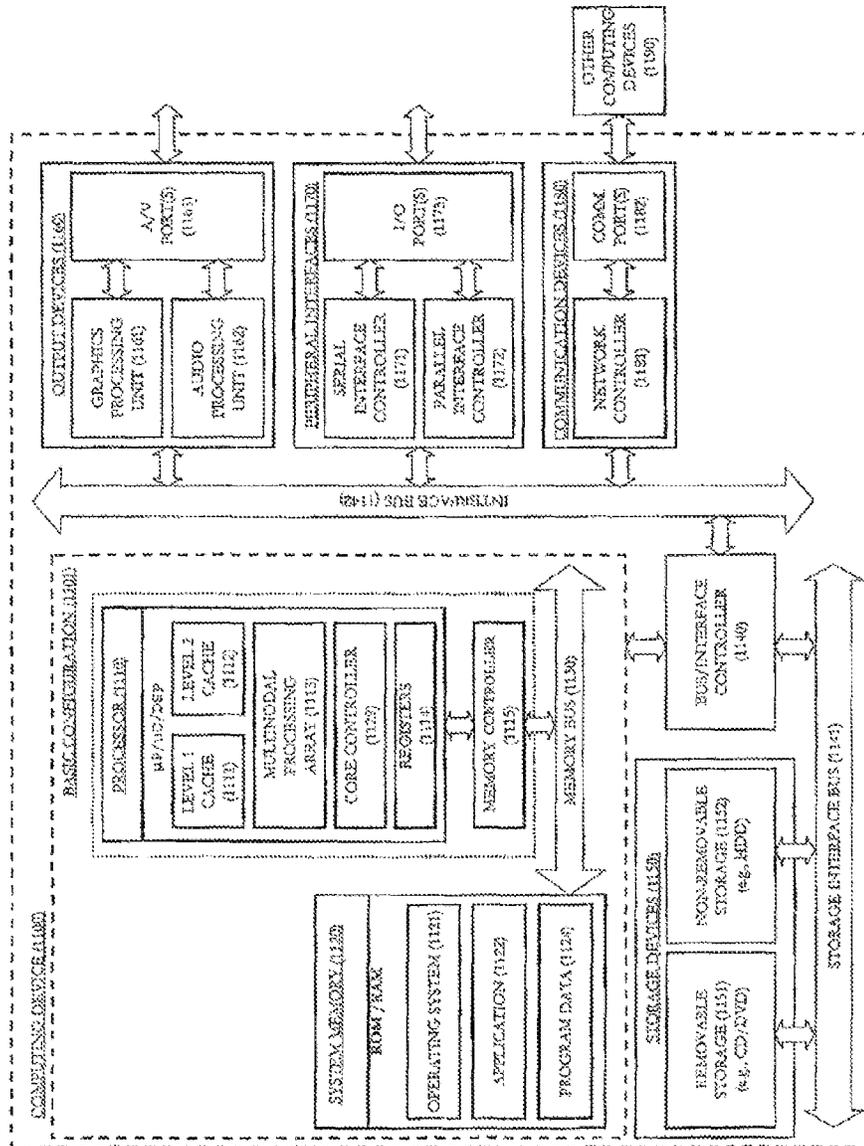 COMPUTING DEVICE (1100)
BASIC CONFIGURATION (1101)
SYSTEM MEMORY (1120)
ROM / RAM
OPERATING SYSTEM (1121)
APPLICATION (1122)
PROGRAM DATA (1124)
PROCESSOR (1110)
µP/µC/DSP
LEVEL 1
CACHE
(1111)
LEVEL 2
CACHE
(1112)
MULTINODAL
PROCESSING
ARRAY (1113)
CORE CONTROLLER
(1129)
REGISTERS
(1114)
MEMORY CONTROLLER
(1115)
MEMORY BUS (1130)
STORAGE DEVICES (1150)
REMOVABLE
STORAGE (1151)
(e.g., CD/DVD)
NON-REMOVABLE
STORAGE (1152)
(e.g., HDD)
BUS/INTERFACE
CONTROLLER
(1140)
STORAGE INTERFACE BUS (1141)
INTERFACE BUS (1142)
OUTPUT DEVICES (1160)
GRAPHICS
PROCESSING
UNIT (1161)
AUDIO
PROCESSING
UNIT (1162)
A/V
PORT(S)
(1163)
PERIPHERAL INTERFACES (1170)
SERIAL
INTERFACE
CONTROLLER
(1171)
PARALLEL
INTERFACE
CONTROLLER
(1172)
I/O
PORT(S)
(1173)
COMMUNICATION DEVICES (1180)
NETWORK
CONTROLLER
(1181)
COMM.
PORT(S)
(1182)
OTHER
COMPUTING
DEVICES
(1190)